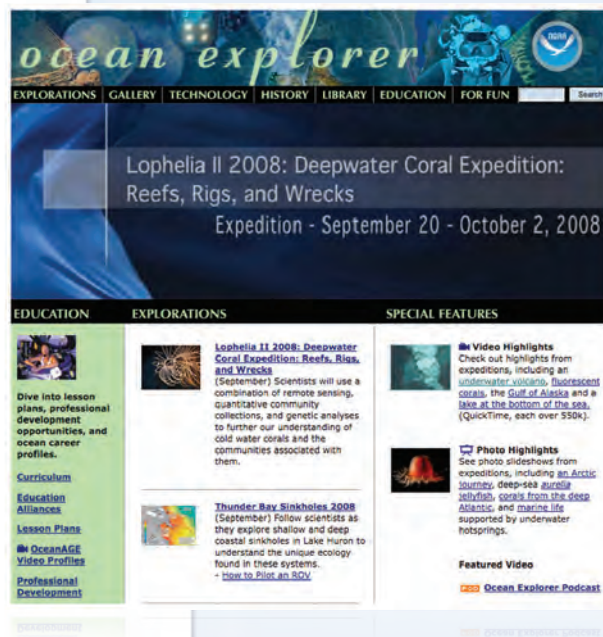 ocean explorer
NOAA
EXPLORATIONS GALLERY TECHNOLOGY HISTORY LIBRARY EDUCATION FOR FUN Search
Lophelia II 2008: Deepwater Coral Expedition:
Reefs, Rigs, and Wrecks
Expedition - September 20 - October 2, 2008
EDUCATION
Dive into lesson
plans, professional
development
opportunities, and
ocean career
profiles.
Curriculum
Education
Alliances
Lesson Plans
OceanAGE
Video Profiles
Professional
Development
EXPLORATIONS
Lophelia II 2008: Deepwater
Coral Expedition: Reefs, Rigs,
and Wrecks
(September) Scientists will use a
combination of remote sensing,
quantitative community
collections, and genetic analyses
to further our understanding of
cold water corals and the
communities associated with
them.
Thunder Bay Sinkholes 2008
(September) Follow scientists as
they explore shallow and deep
coastal sinkholes in Lake Huron to
understand the unique ecology
found in these systems.
- How to Pilot an ROV
SPECIAL FEATURES
Video Highlights
Check out highlights from
expeditions, including an
underwater volcano, fluorescent
corals, the Gulf of Alaska and a
lake at the bottom of the sea.
(QuickTime, each over 550k).
Photo Highlights
See photo slideshows from
expeditions, including an Arctic
journey, deep-sea aurelia
jellyfish, corals from the deep
Atlantic, and marine life
supported by underwater
hotsprings.
Featured Video
POD Ocean Explorer Podcast